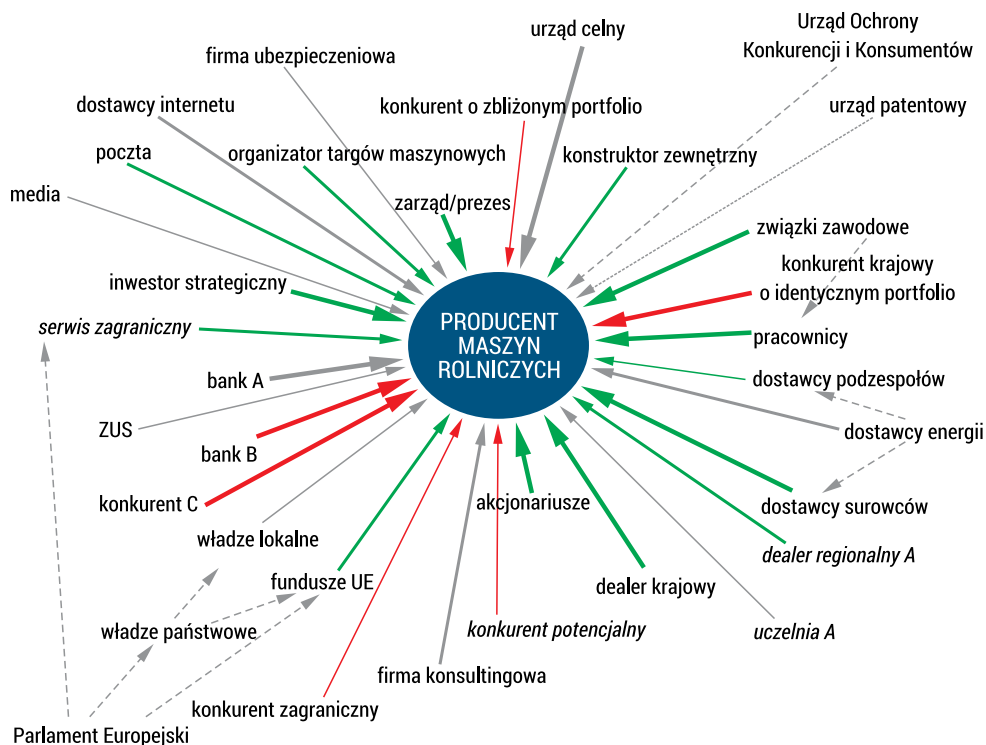 urząd celny
Urząd Ochrony
Konkurencji i Konsumentów
firma ubezpieczeniowa
dostawcy internetu
konkurent o zbliżonym portfolio
urząd patentowy
poczta
organizator targów maszynowych
konstruktor zewnętrzny
media
zarząd/prezes
związki zawodowe
inwestor strategiczny
konkurent krajowy
o identycznym portfolio
serwis zagraniczny
PRODUCENT
MASZYN
ROLNICZYCH
pracownicy
bank A
dostawcy podzespołów
ZUS
dostawcy energii
bank B
konkurent C
akcjonariusze
dostawcy surowców
władze lokalne
dealer regionalny A
fundusze UE
dealer krajowy
władze państwowe
konkurent potencjalny
uczelnia A
firma konsultingowa
konkurent zagraniczny
Parlament Europejski